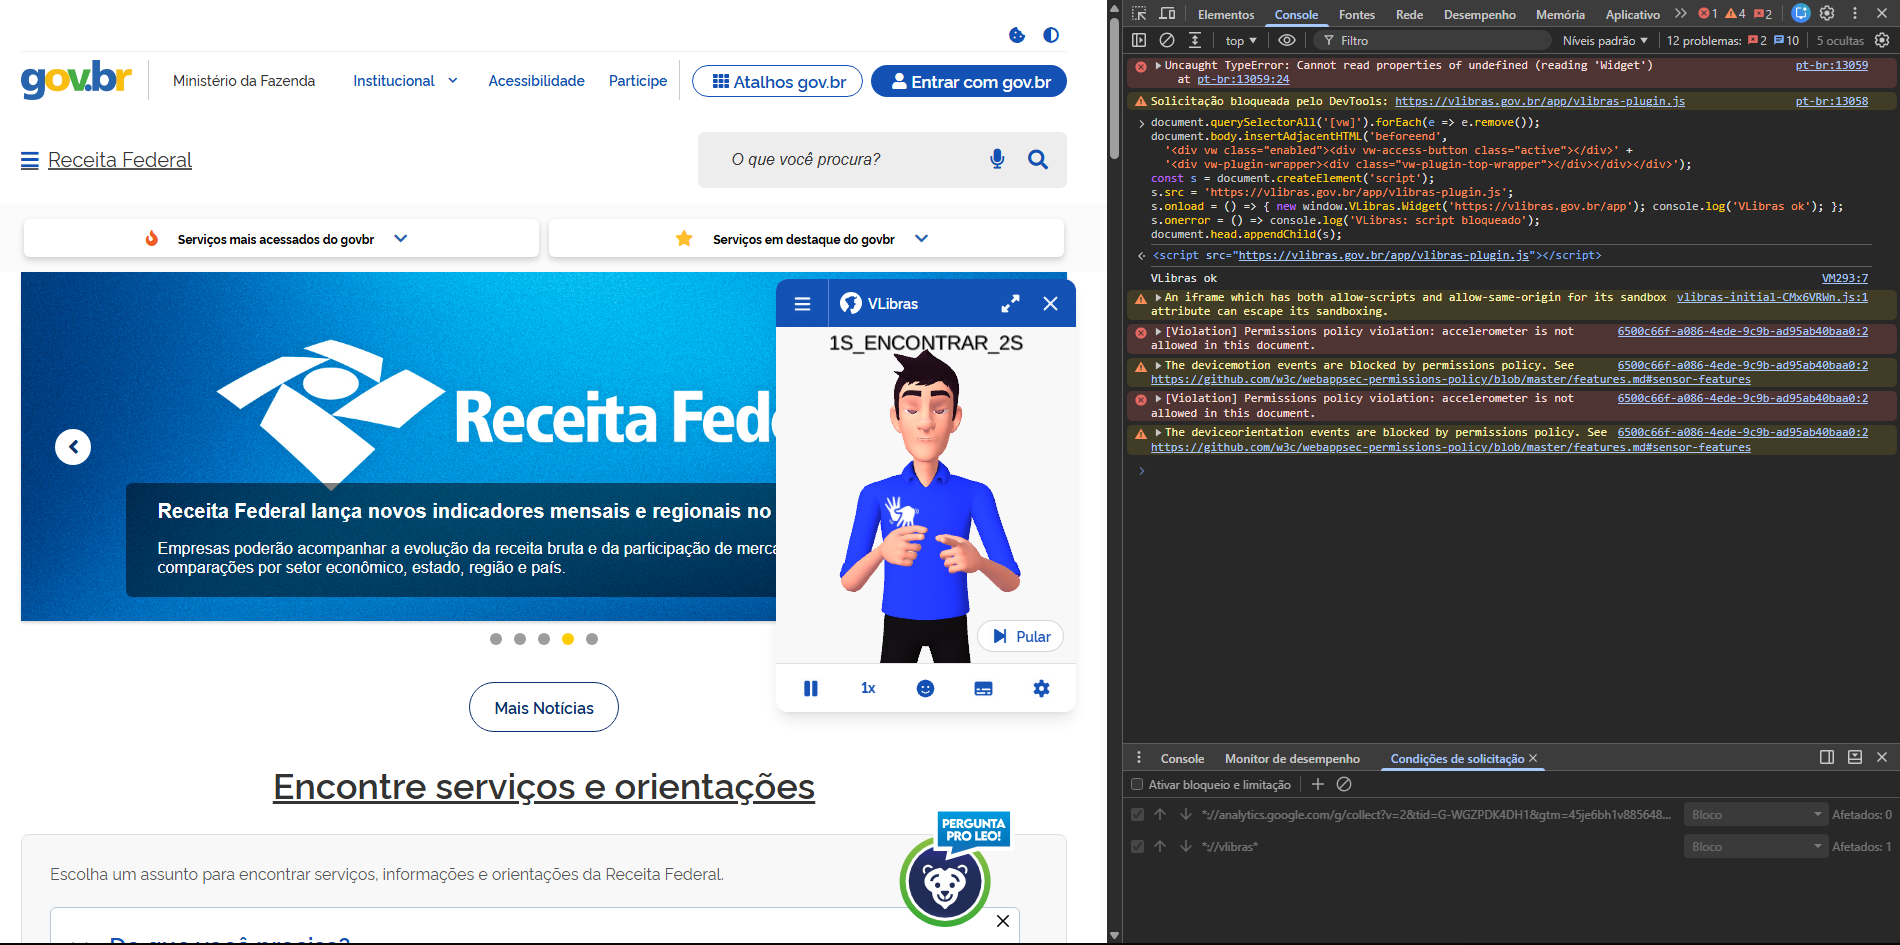 gov.br
Ministério da Fazenda
Institucional
Acessibilidade
Participe
Atalhos gov.br
Entrar com gov.br
Receita Federal
O que você procura?
Serviços mais acessados do govbr
Serviços em destaque do govbr
Receita Fede
Receita Federal lança novos indicadores mensais e regionais no
Empresas poderão acompanhar a evolução da receita bruta e da participação de merca
comparações por setor econômico, estado, região e país.
VLibras
1S_ENCONTRAR_2S
Pular
1x
Mais Notícias
Encontre serviços e orientações
PERGUNTA
PRO LEO!
Escolha um assunto para encontrar serviços, informações e orientações da Receita Federal.
De que você precisa?
Elementos Console Fontes Rede Desempenho Memória Aplicativo 1 4 2
top Filtro Níveis padrão 12 problemas: 2 10 5 ocultas
Uncaught TypeError: Cannot read properties of undefined (reading 'Widget') pt-br:13059
at pt-br:13059:24
Solicitação bloqueada pelo DevTools: https://vlibras.gov.br/app/vlibras-plugin.js pt-br:13058
document.querySelectorAll('[vw]').forEach(e => e.remove());
document.body.insertAdjacentHTML('beforeend',
'<div vw class="enabled"><div vw-access-button class="active"></div>' +
'<div vw-plugin-wrapper><div class="vw-plugin-top-wrapper"></div></div></div>');
const s = document.createElement('script');
s.src = 'https://vlibras.gov.br/app/vlibras-plugin.js';
s.onload = () => { new window.VLibras.Widget('https://vlibras.gov.br/app'); console.log('VLibras ok'); };
s.onerror = () => console.log('VLibras: script bloqueado');
document.head.appendChild(s);
<script src="https://vlibras.gov.br/app/vlibras-plugin.js"></script>
VLibras ok VM293:7
An iframe which has both allow-scripts and allow-same-origin for its sandbox vlibras-initial-CMx6VRWn.js:1
attribute can escape its sandboxing.
[Violation] Permissions policy violation: accelerometer is not 6500c66f-a086-4ede-9c9b-ad95ab40baa0:2
allowed in this document.
The devicemotion events are blocked by permissions policy. See 6500c66f-a086-4ede-9c9b-ad95ab40baa0:2
https://github.com/w3c/webappsec-permissions-policy/blob/master/features.md#sensor-features
[Violation] Permissions policy violation: accelerometer is not 6500c66f-a086-4ede-9c9b-ad95ab40baa0:2
allowed in this document.
The deviceorientation events are blocked by permissions policy. See 6500c66f-a086-4ede-9c9b-ad95ab40baa0:2
https://github.com/w3c/webappsec-permissions-policy/blob/master/features.md#sensor-features
Console Monitor de desempenho Condições de solicitação
Ativar bloqueio e limitação
*://analytics.google.com/g/collect?v=2&tid=G-WGZPDK4DH1&gtm=45je6bh1v885648... Bloco Afetados: 0
*://vlibras* Bloco Afetados: 1